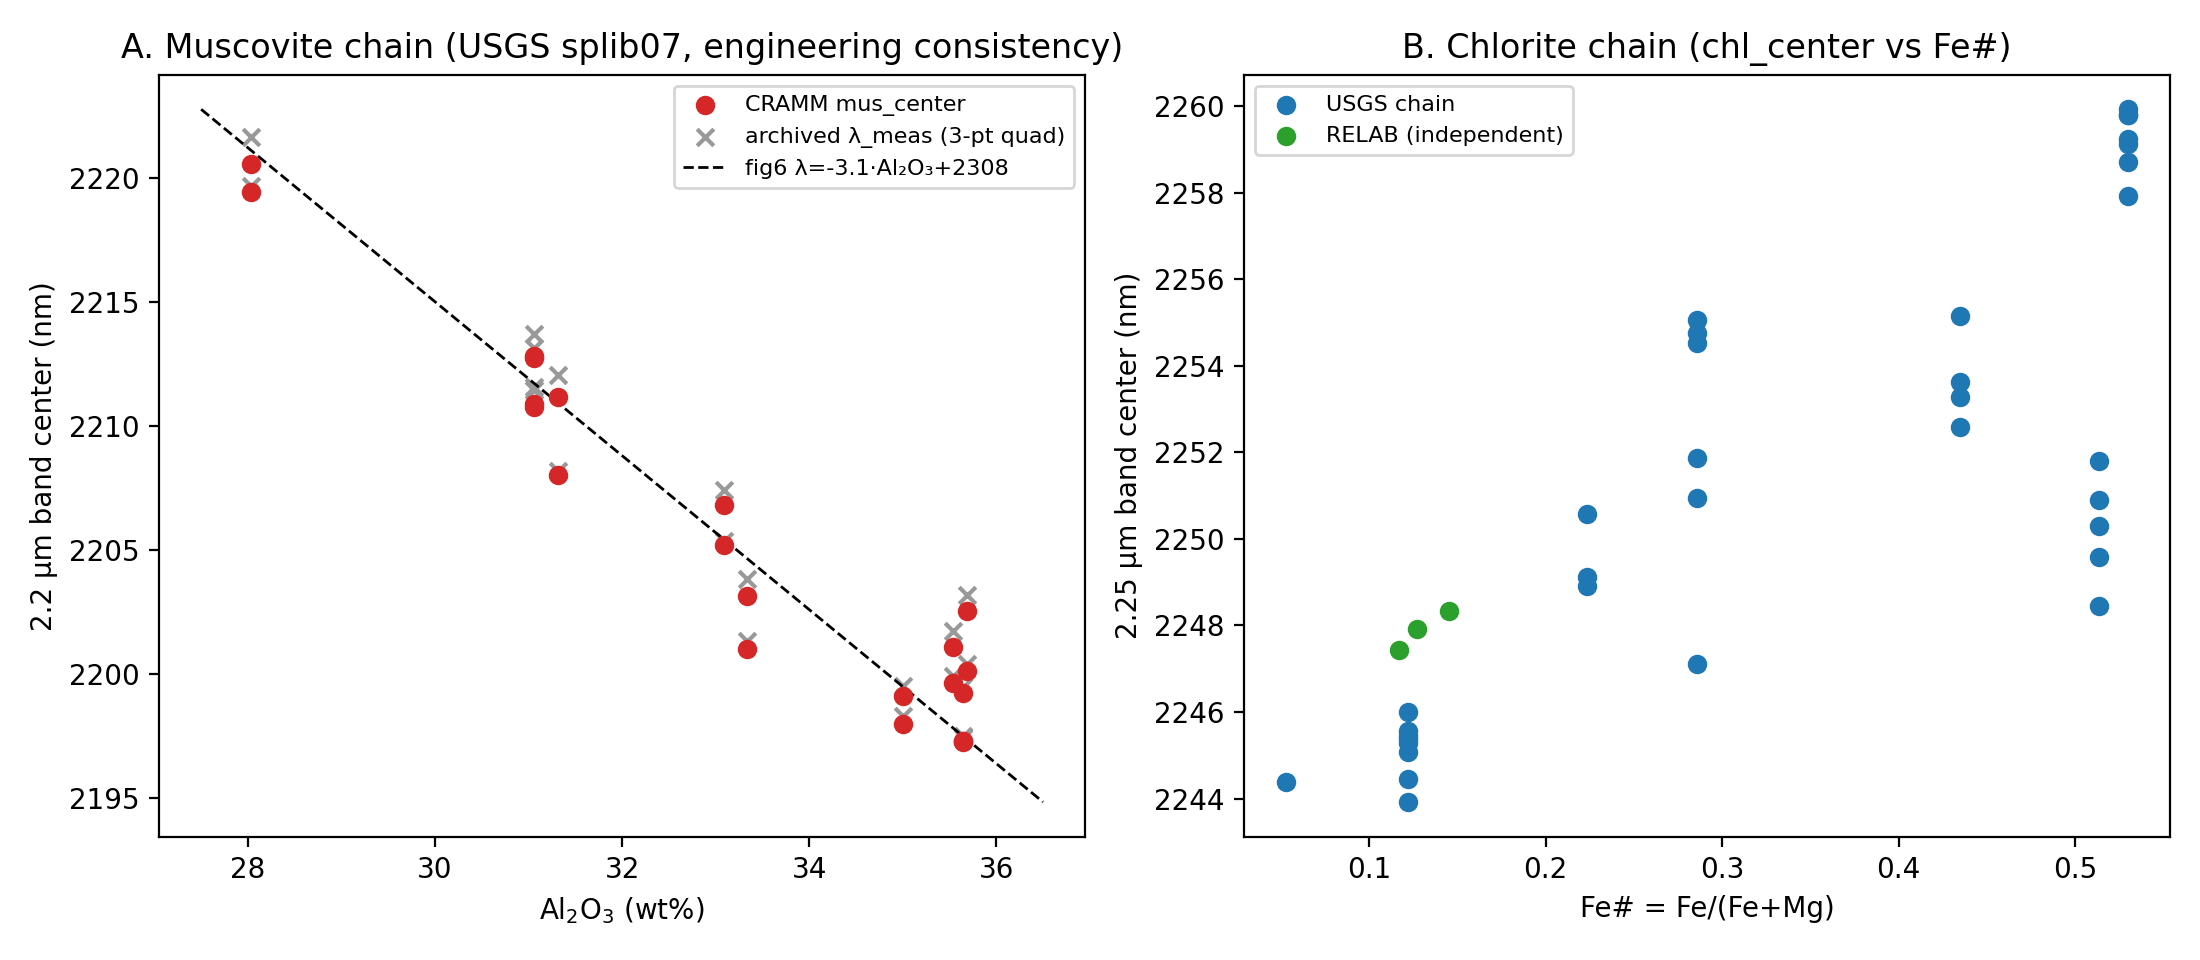 A. Muscovite chain (USGS splib07, engineering consistency)
CRAMM mus_center
archived λ_meas (3-pt quad)
fig6 λ=-3.1·Al₂O₃+2308
2220
2215
2210
2205
2200
2195
2.2 µm band center (nm)
28
30
32
34
36
Al₂O₃ (wt%)
B. Chlorite chain (chl_center vs Fe#)
USGS chain
RELAB (independent)
2260
2258
2256
2254
2252
2250
2248
2246
2244
2.25 µm band center (nm)
0.1
0.2
0.3
0.4
0.5
Fe# = Fe/(Fe+Mg)